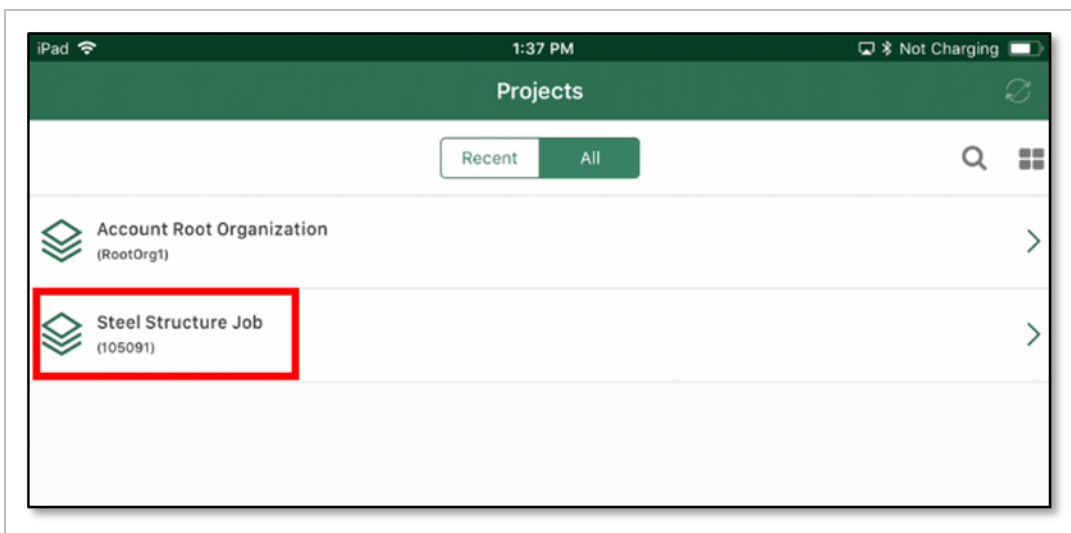 iPad 1:37 PM Not Charging
Projects
Recent All
Account Root Organization
(RootOrg1)
Steel Structure Job
(105091)